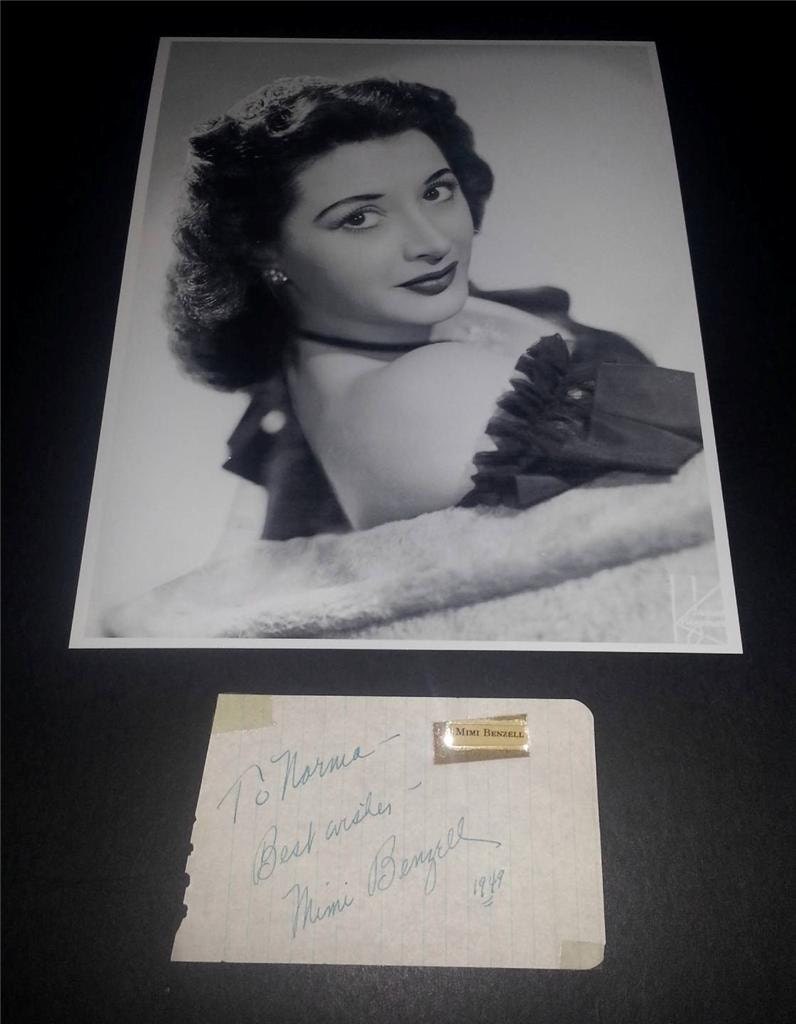 MIMI BENZELL
To Norma —
Best wishes —
Mimi Benzell
1949